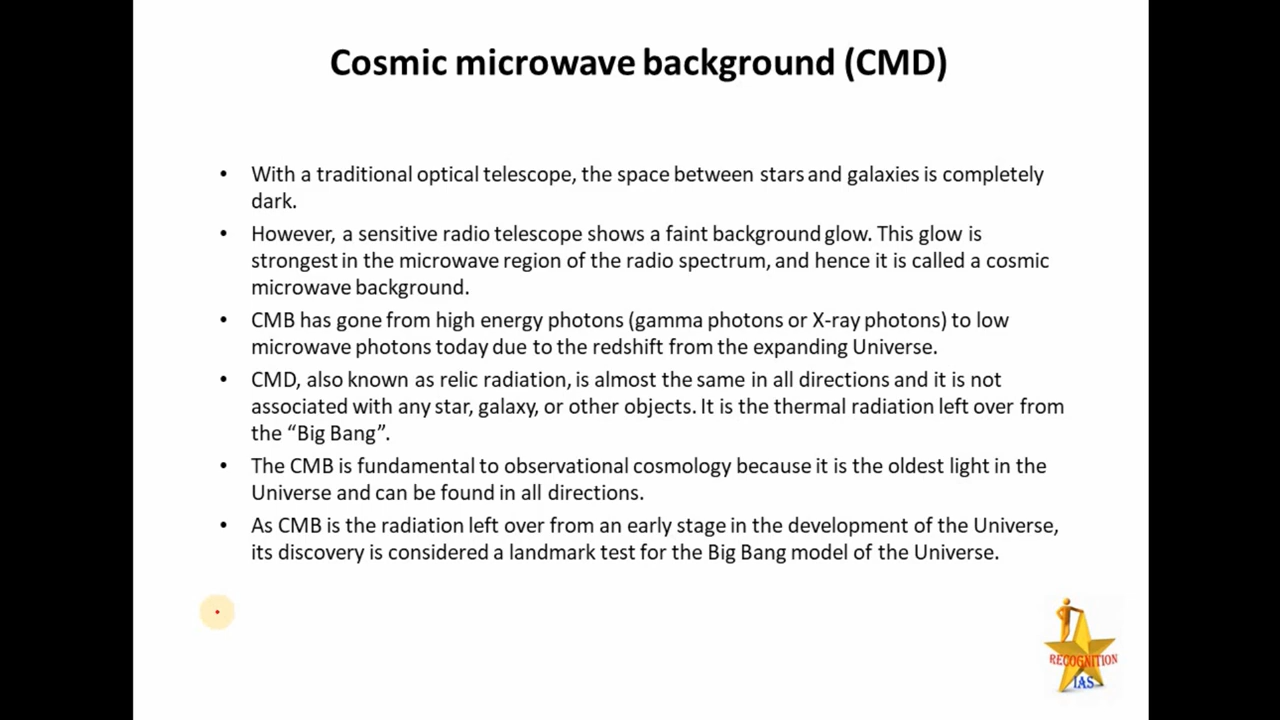 Cosmic microwave background (CMD)
• With a traditional optical telescope, the space between stars and galaxies is completely
dark.
• However, a sensitive radio telescope shows a faint background glow. This glow is
strongest in the microwave region of the radio spectrum, and hence it is called a cosmic
microwave background.
• CMB has gone from high energy photons (gamma photons or X-ray photons) to low
microwave photons today due to the redshift from the expanding Universe.
• CMD, also known as relic radiation, is almost the same in all directions and it is not
associated with any star, galaxy, or other objects. It is the thermal radiation left over from
the “Big Bang”.
• The CMB is fundamental to observational cosmology because it is the oldest light in the
Universe and can be found in all directions.
• As CMB is the radiation left over from an early stage in the development of the Universe,
its discovery is considered a landmark test for the Big Bang model of the Universe.
RECOGNITION
IAS